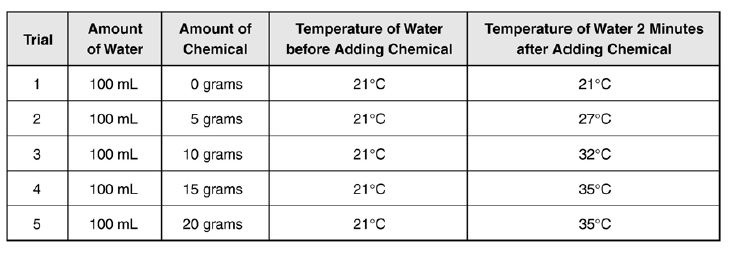 Trial Amount of Water Amount of Chemical Temperature of Water before Adding Chemical Temperature of Water 2 Minutes after Adding Chemical
1 100 mL 0 grams 21°C 21°C
2 100 mL 5 grams 21°C 27°C
3 100 mL 10 grams 21°C 32°C
4 100 mL 15 grams 21°C 35°C
5 100 mL 20 grams 21°C 35°C